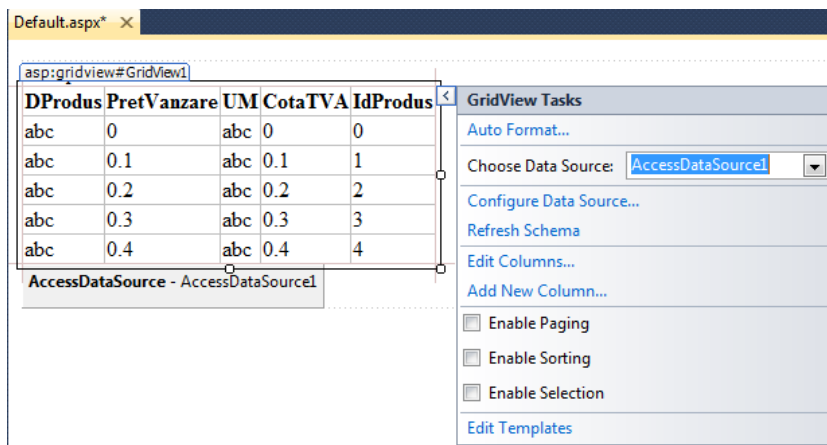 Default.aspx*
asp:gridview#GridView1
DProdus PretVanzare UM CotaTVA IdProdus
abc 0 abc 0 0
abc 0.1 abc 0.1 1
abc 0.2 abc 0.2 2
abc 0.3 abc 0.3 3
abc 0.4 abc 0.4 4
AccessDataSource - AccessDataSource1
GridView Tasks
Auto Format...
Choose Data Source: AccessDataSource1
Configure Data Source...
Refresh Schema
Edit Columns...
Add New Column...
Enable Paging
Enable Sorting
Enable Selection
Edit Templates